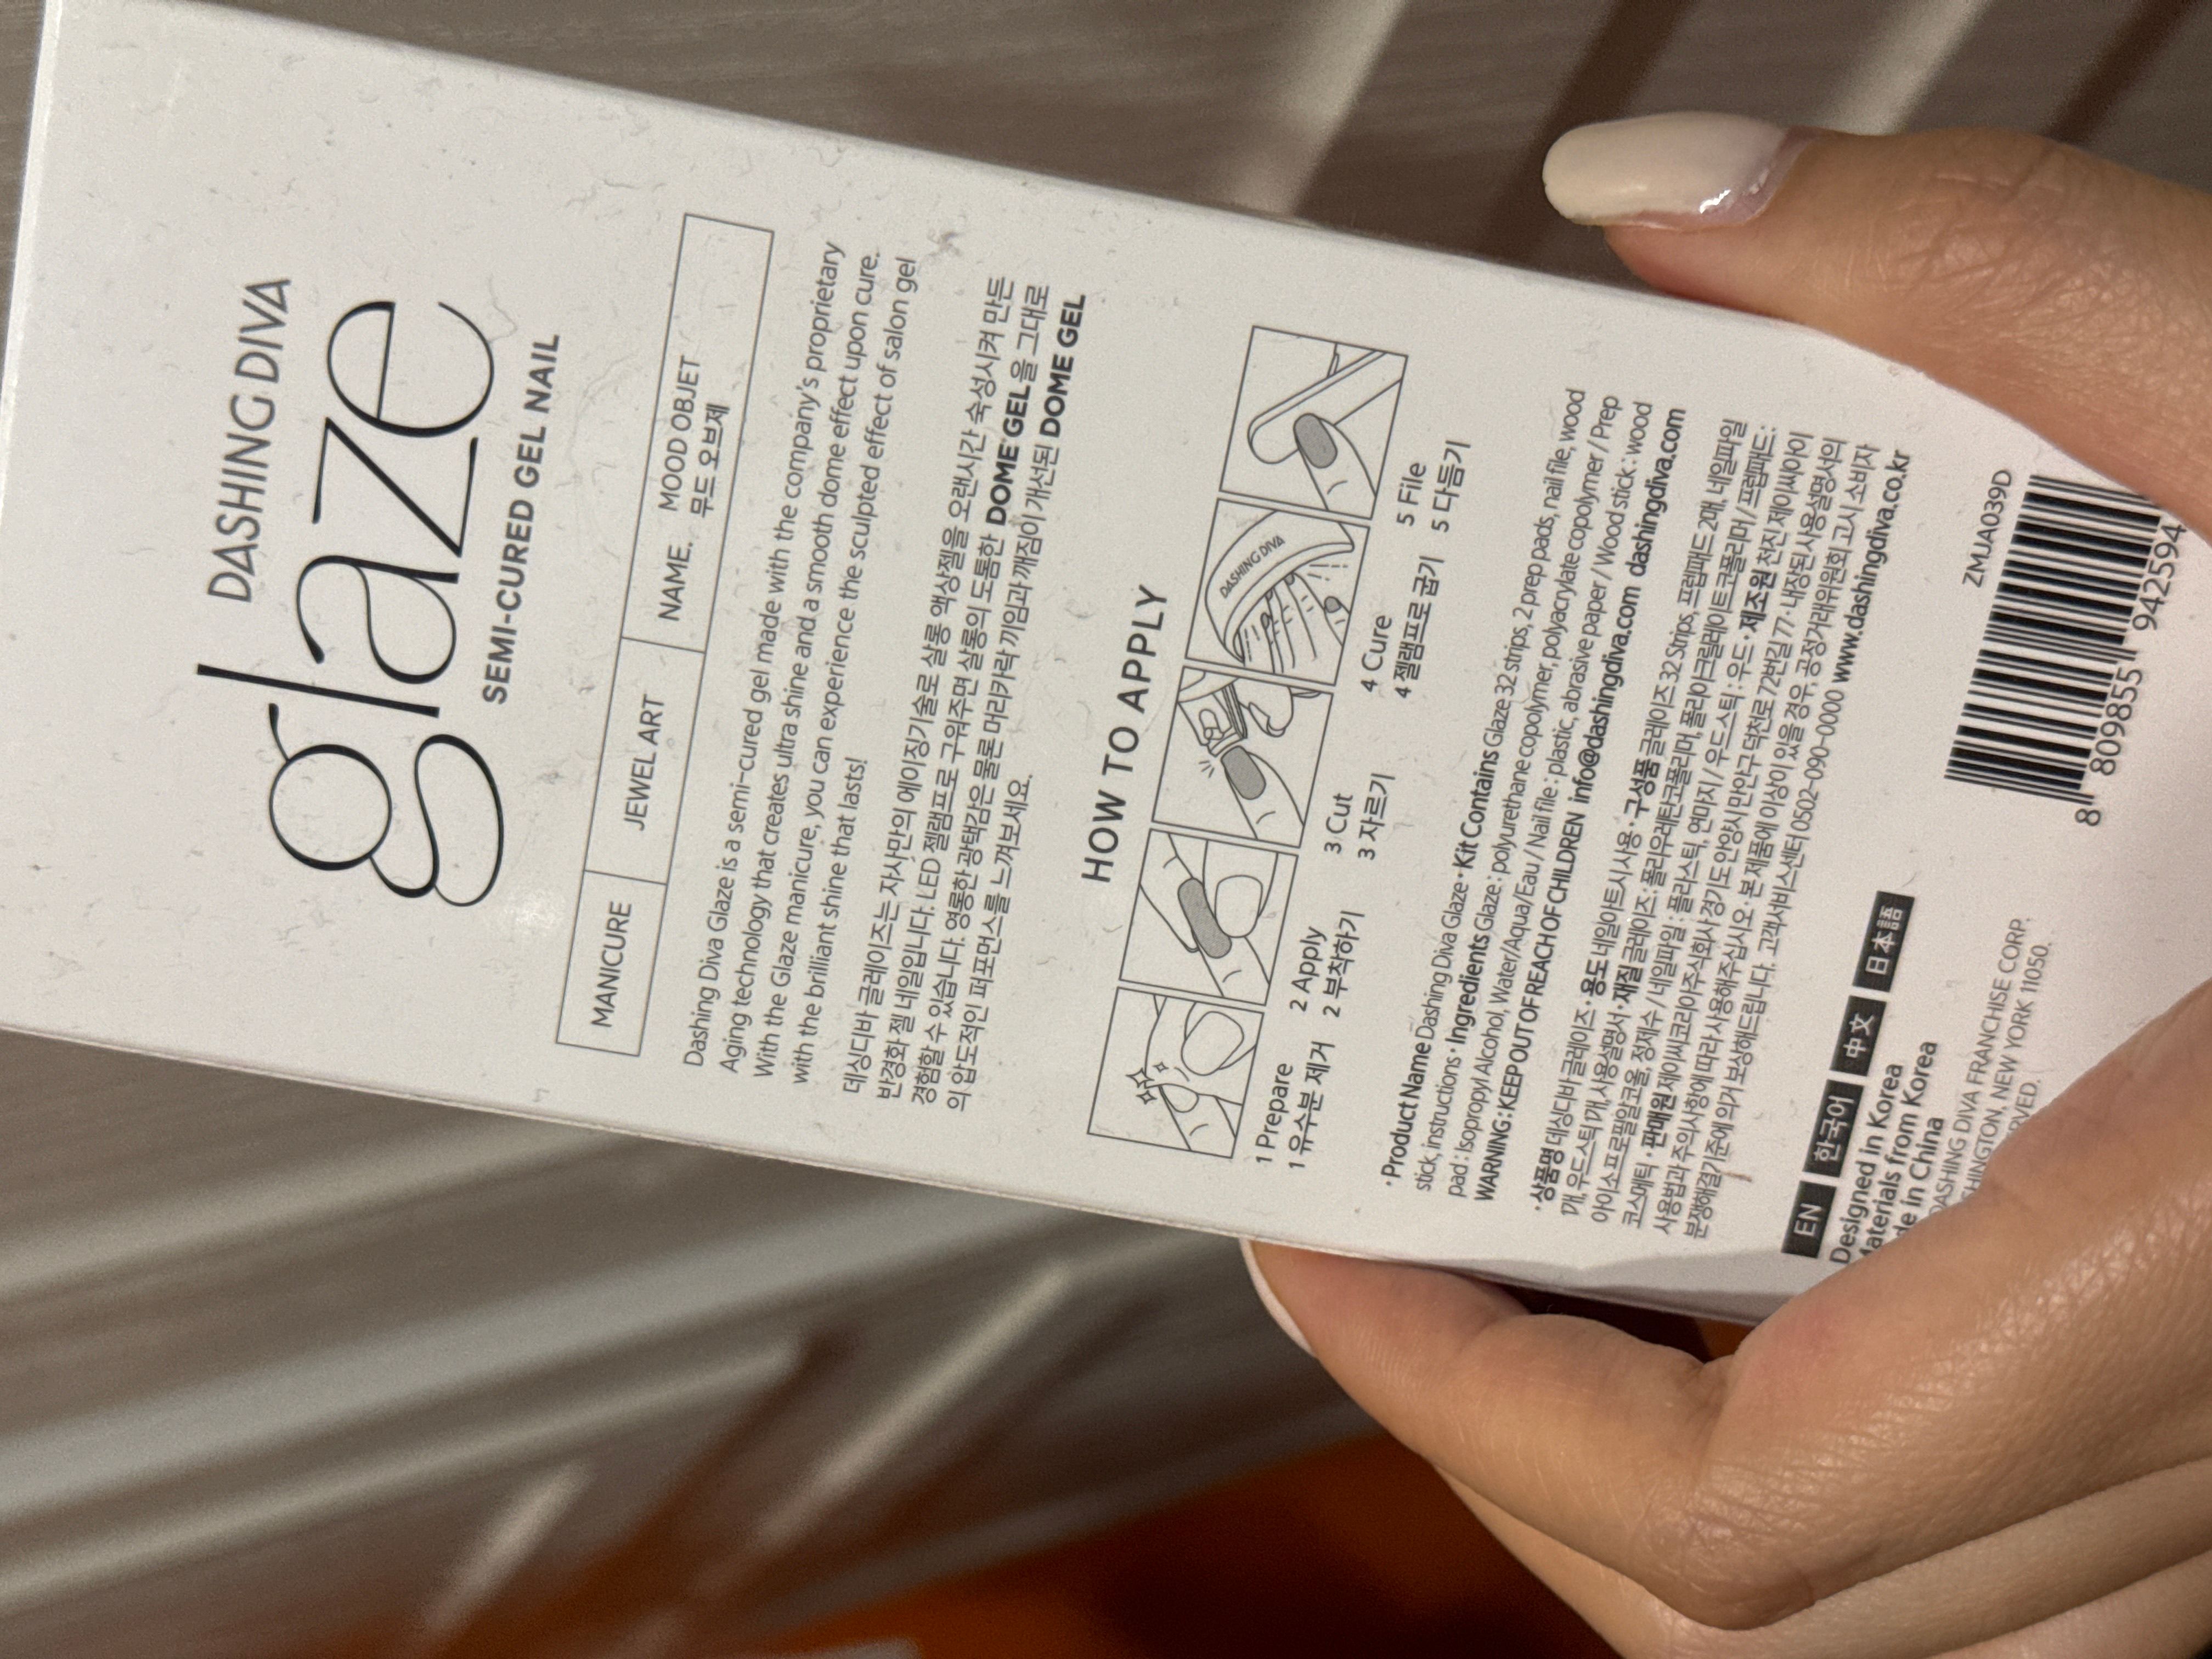 DASHING DIVA
glaze
SEMI-CURED GEL NAIL
MANICURE
JEWEL ART
NAME. MOOD OBJET
무드 오브제
Dashing Diva Glaze is a semi-cured gel made with the company's proprietary
Aging technology that creates ultra shine and a smooth dome effect upon cure.
With the Glaze manicure, you can experience the sculpted effect of salon gel
with the brilliant shine that lasts!
데싱디바 글레이즈는 자사만의 에이징기술로 살롱 액상젤을 오랜시간 숙성시켜 만든
반경화 젤 네일입니다. LED 젤램프로 구워주면 살롱의 도톰한 DOME GEL을 그대로
경험할 수 있습니다. 영롱한 광택감은 물론 머리카락 끼임과 깨짐이 개선된 DOME GEL
의 압도적인 퍼포먼스를 느껴보세요.
HOW TO APPLY
DASHING DIVA
1 Prepare
1 유수분 제거
2 Apply
2 부착하기
3 Cut
3 자르기
4 Cure
4 젤램프로 굽기
5 File
5 다듬기
·Product Name Dashing Diva Glaze · Kit Contains Glaze 32 strips, 2 prep pads, nail file, wood
stick, instructions · Ingredients Glaze : polyurethane copolymer, polyacrylate copolymer / Prep
pad : Isopropyl Alcohol, Water/Aqua/Eau / Nail file : plastic, abrasive paper / Wood stick : wood
WARNING : KEEP OUT OF REACH OF CHILDREN info@dashingdiva.com dashingdiva.com
·상품명 데싱디바 글레이즈 · 용도 네일아트시 사용 · 구성품 글레이즈 32 Strips, 프렙패드 2매, 네일파일
1개, 우드스틱 1개, 사용설명서 · 재질 글레이즈 : 폴리우레탄코폴리머, 폴리아크릴레이트코폴리머 / 프렙패드 :
아이소프로필알코올, 정제수 / 네일파일 : 플라스틱, 연마지 / 우드스틱 : 우드 · 제조원 천진 제이씨아이
코스메틱 · 판매원 제이씨코리아 주식회사 경기도 안양시 만안구 덕천로 72번길 77 · 내장된 사용설명서의
사용법과 주의사항에 따라 사용해주십시오 · 본 제품에 이상이 있을 경우, 공정거래위원회 고시 소비자
분쟁해결기준에 의거 보상해드립니다. 고객서비스센터 0502-090-0000 www.dashingdiva.co.kr
EN 한국어 中文 日本語
Designed in Korea
Materials from Korea
in China
DASHING DIVA FRANCHISE CORP.
NEW YORK 11050.
ZMJA039D
8 809855 942594